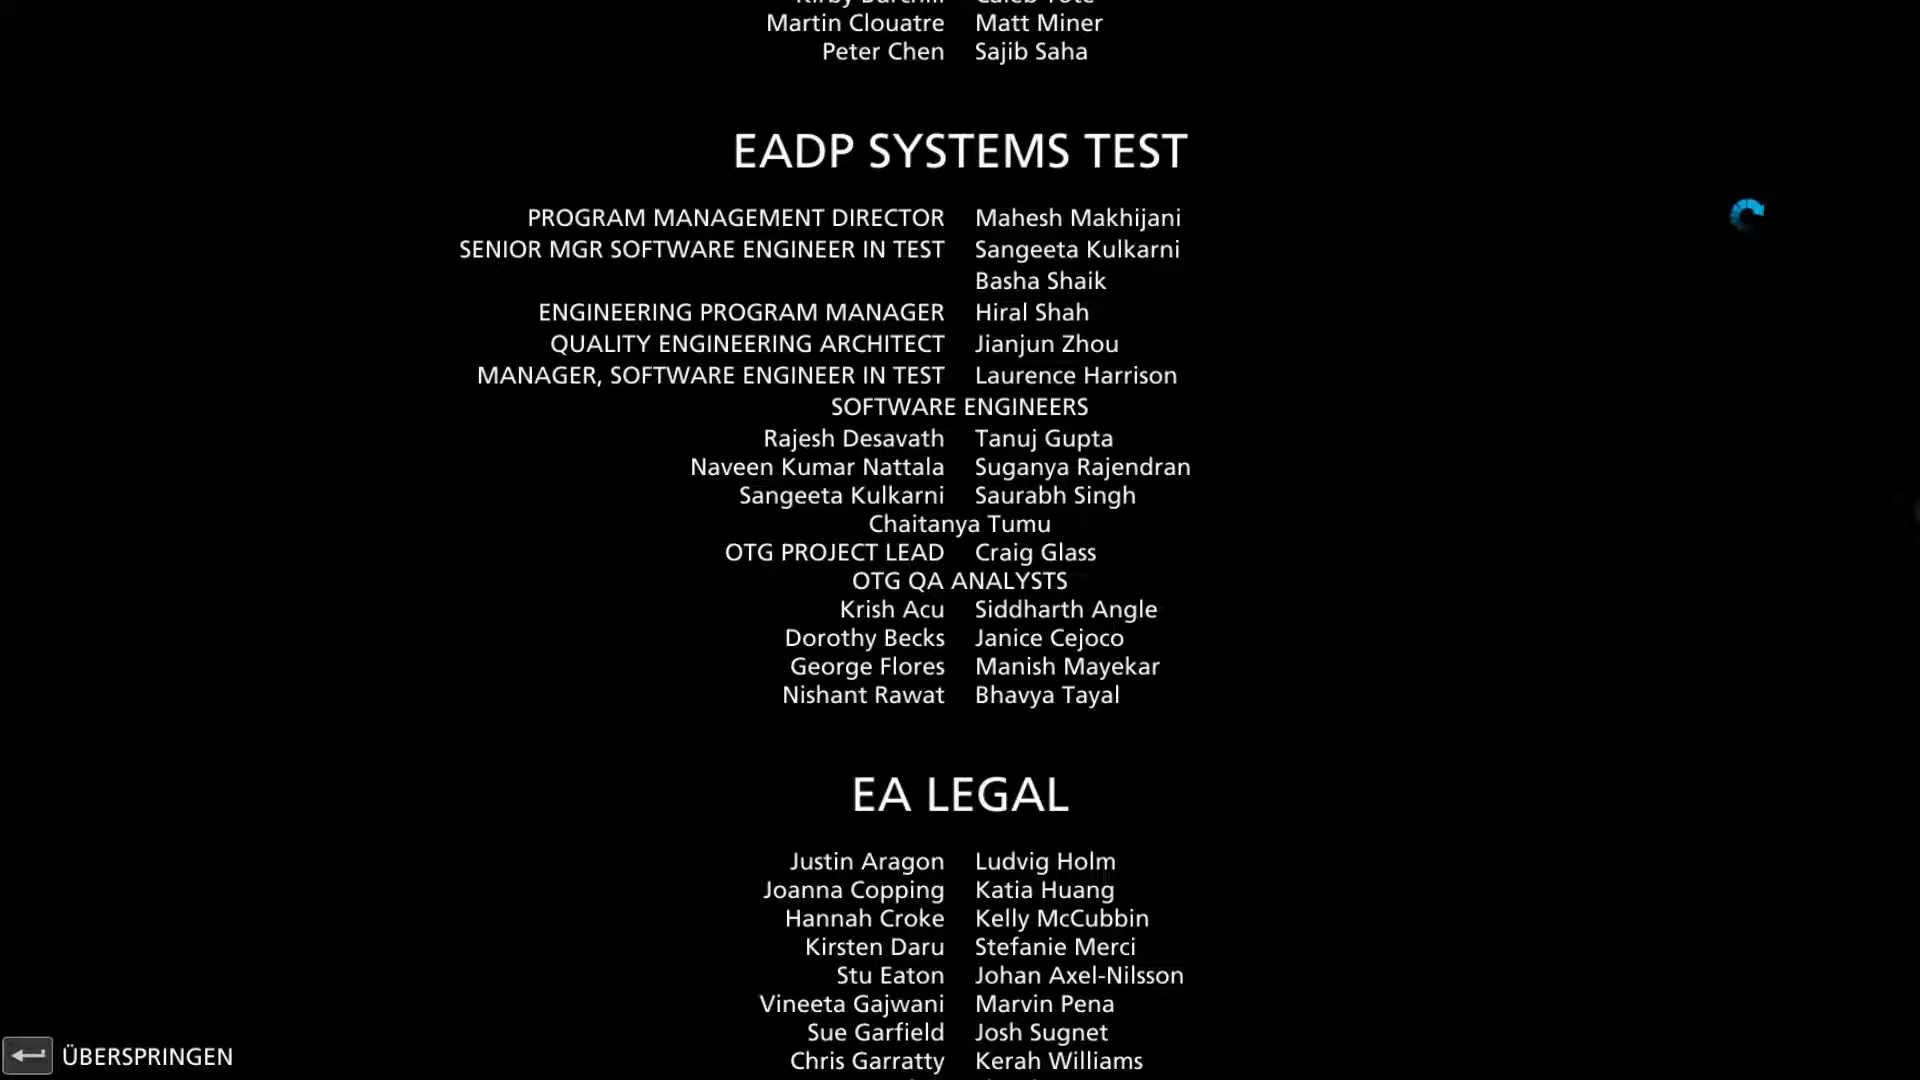 Martin Clouatre Matt Miner
Peter Chen Sajib Saha
EADP SYSTEMS TEST
PROGRAM MANAGEMENT DIRECTOR Mahesh Makhijani
SENIOR MGR SOFTWARE ENGINEER IN TEST Sangeeta Kulkarni
Basha Shaik
ENGINEERING PROGRAM MANAGER Hiral Shah
QUALITY ENGINEERING ARCHITECT Jianjun Zhou
MANAGER, SOFTWARE ENGINEER IN TEST Laurence Harrison
SOFTWARE ENGINEERS
Rajesh Desavath Tanuj Gupta
Naveen Kumar Nattala Suganya Rajendran
Sangeeta Kulkarni Saurabh Singh
Chaitanya Tumu
OTG PROJECT LEAD Craig Glass
OTG QA ANALYSTS
Krish Acu Siddharth Angle
Dorothy Becks Janice Cejoco
George Flores Manish Mayekar
Nishant Rawat Bhavya Tayal
EA LEGAL
Justin Aragon Ludvig Holm
Joanna Copping Katia Huang
Hannah Croke Kelly McCubbin
Kirsten Daru Stefanie Merci
Stu Eaton Johan Axel-Nilsson
Vineeta Gajwani Marvin Pena
Sue Garfield Josh Sugnet
Chris Garratty Kerah Williams
ÜBERSPRINGEN